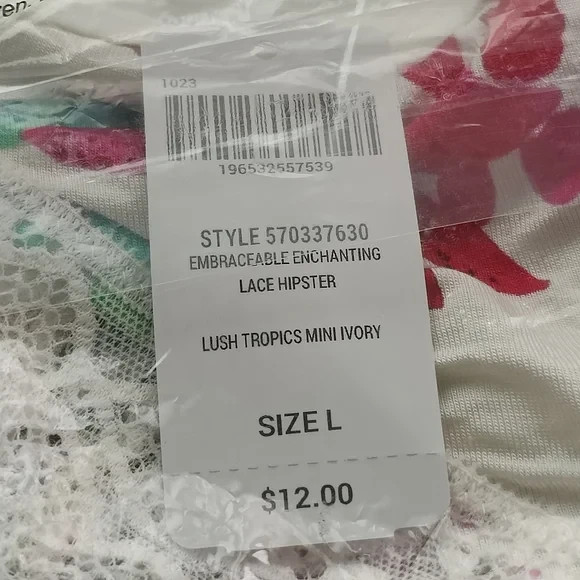 1023
196532557539
STYLE 570337630
EMBRACEABLE ENCHANTING
LACE HIPSTER
LUSH TROPICS MINI IVORY
SIZE L
$12.00